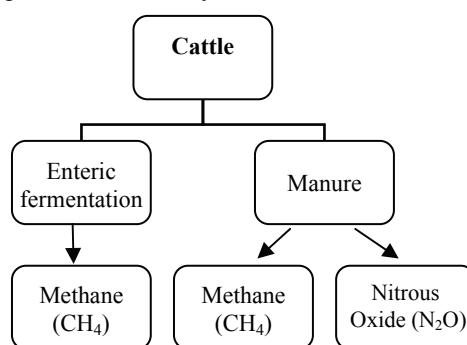 Cattle
Enteric
fermentation
Manure
Methane
(CH₄)
Methane
(CH₄)
Nitrous
Oxide (N₂O)